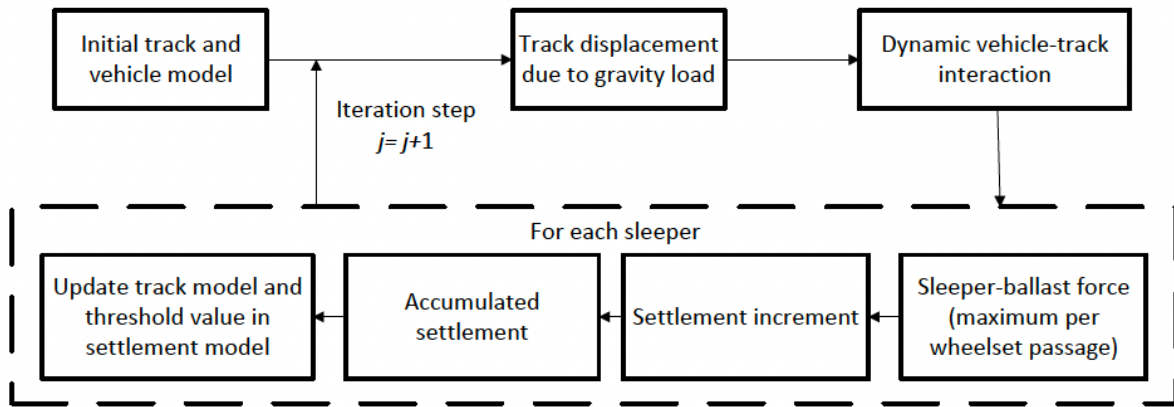 Initial track and
vehicle model
Track displacement
due to gravity load
Dynamic vehicle-track
interaction
Iteration step
j= j+1
For each sleeper
Update track model and
threshold value in
settlement model
Accumulated
settlement
Settlement increment
Sleeper-ballast force
(maximum per
wheelset passage)